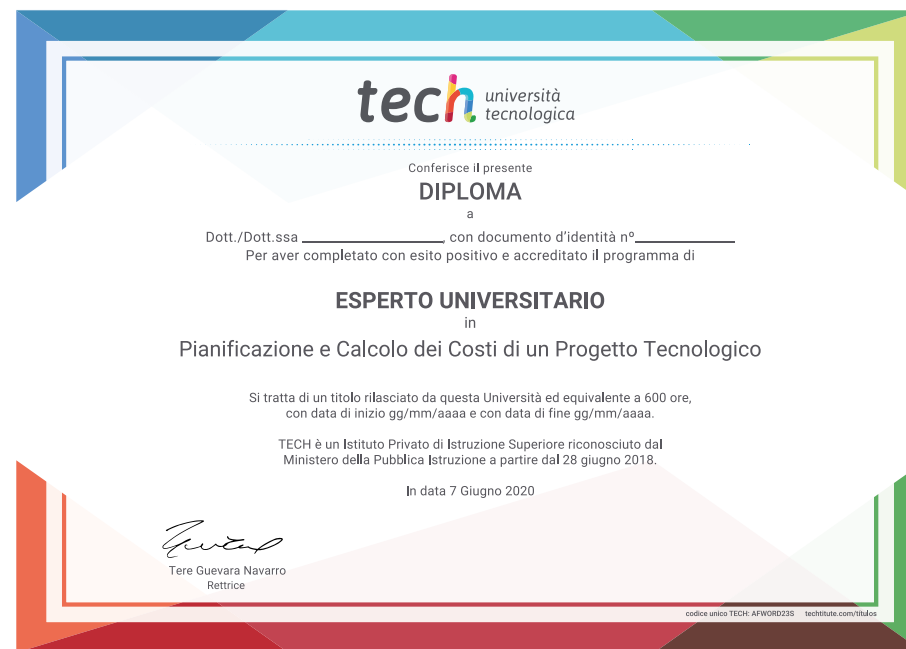 tech università
tecnologica
Conferisce il presente
DIPLOMA
a
Dott./Dott.ssa ____________________, con documento d'identità nº______________
Per aver completato con esito positivo e accreditato il programma di
ESPERTO UNIVERSITARIO
in
Pianificazione e Calcolo dei Costi di un Progetto Tecnologico
Si tratta di un titolo rilasciato da questa Università ed equivalente a 600 ore,
con data di inizio gg/mm/aaaa e con data di fine gg/mm/aaaa.
TECH è un Istituto Privato di Istruzione Superiore riconosciuto dal
Ministero della Pubblica Istruzione a partire dal 28 giugno 2018.
In data 7 Giugno 2020
Tere Guevara Navarro
Rettrice
codice unico TECH: AFWORD23S techtitute.com/titulos